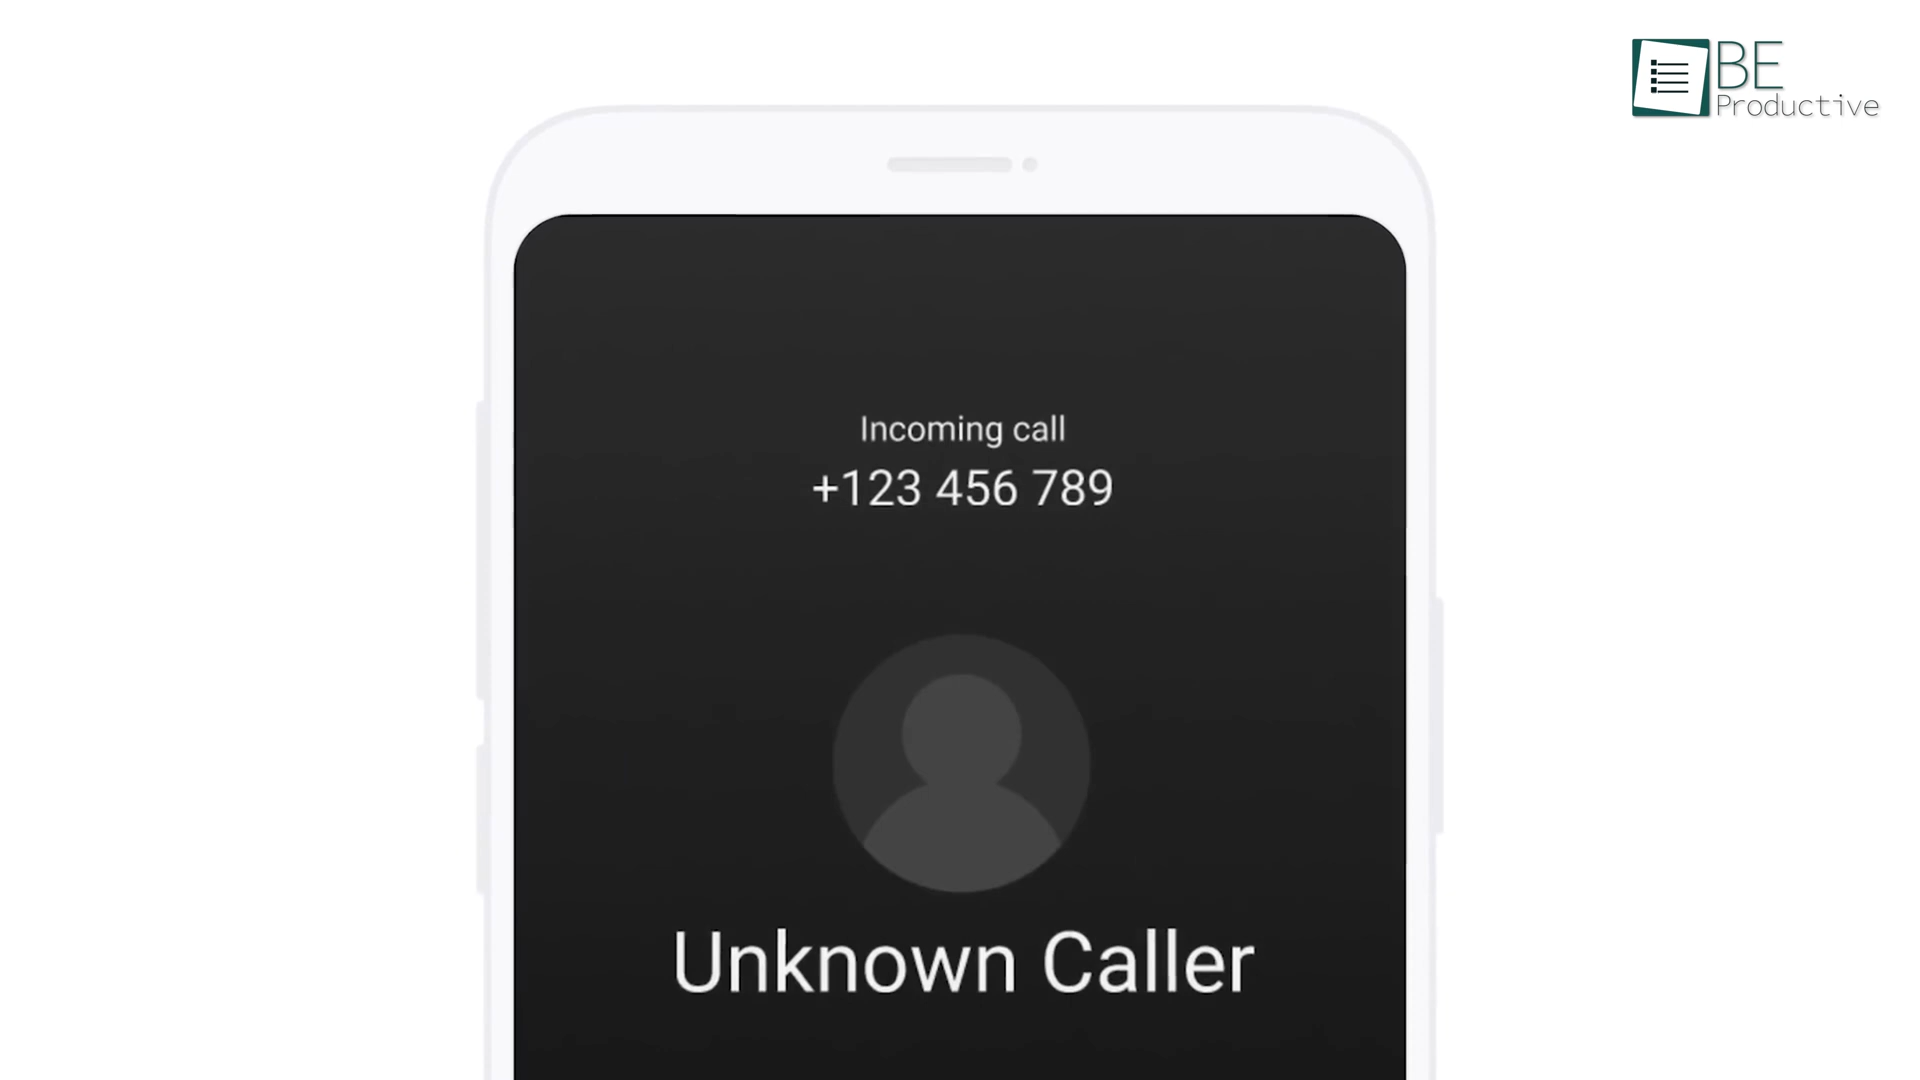 BE
Productive
Incoming call
+123 456 789
Unknown Caller